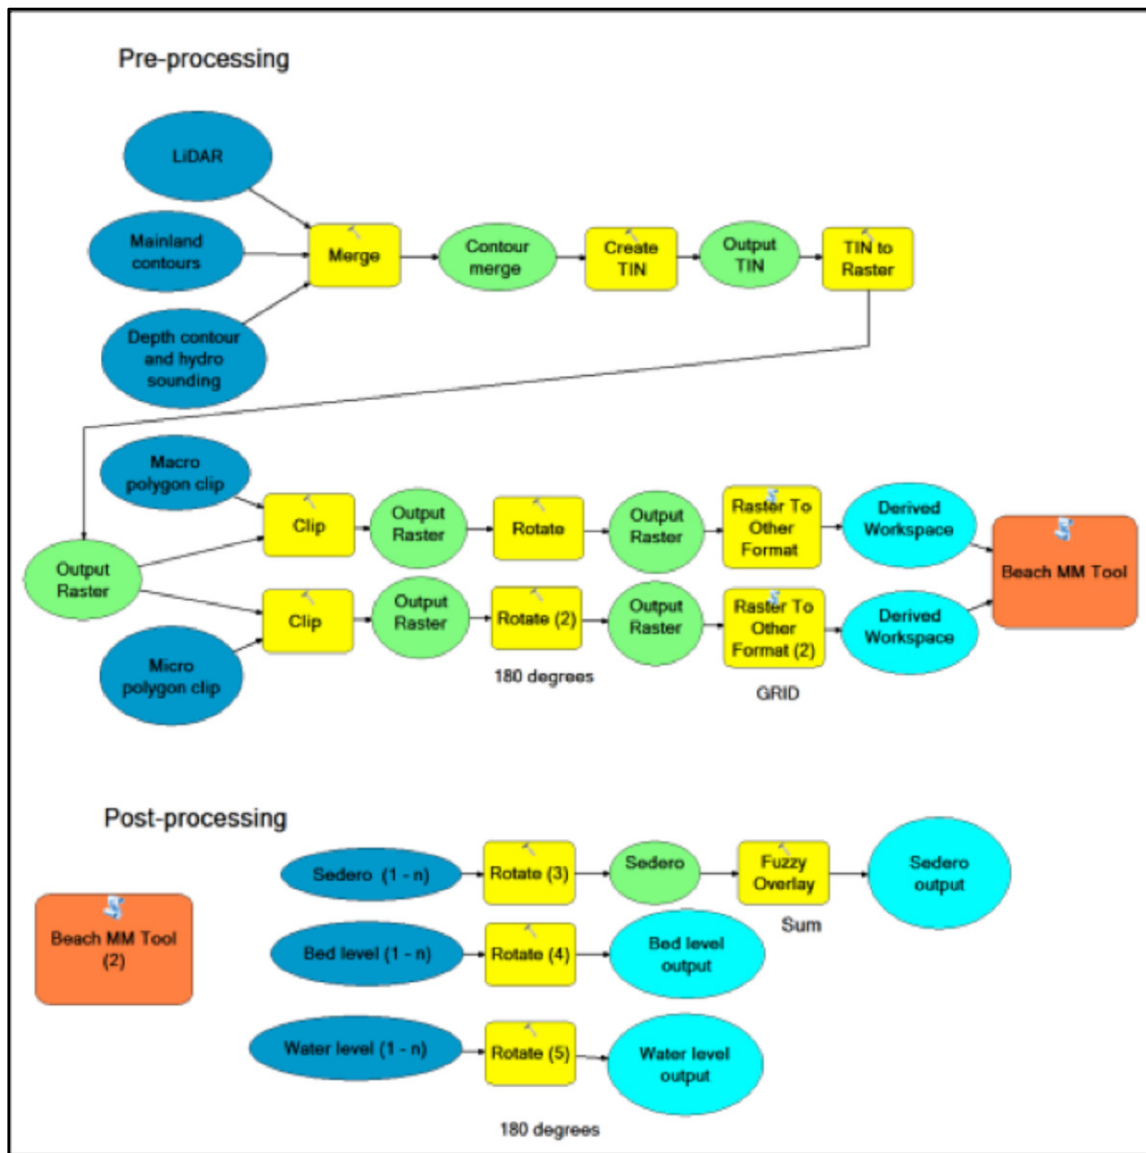 Pre-processing
LiDAR
Mainland
contours
Depth contour
and hydro
sounding
Merge
Contour
merge
Create
TIN
Output
TIN
TIN to
Raster
Macro
polygon clip
Output
Raster
Micro
polygon clip
Clip
Output
Raster
Rotate
Output
Raster
Raster To
Other
Format
Derived
Workspace
Clip
Output
Raster
Rotate (2)
Output
Raster
Raster To
Other
Format (2)
Derived
Workspace
Beach MM Tool
180 degrees
GRID
Post-processing
Beach MM Tool
(2)
Sedero (1 - n)
Rotate (3)
Sedero
Fuzzy
Overlay
Sum
Sedero
output
Bed level (1 - n)
Rotate (4)
Bed level
output
Water level (1 - n)
Rotate (5)
Water level
output
180 degrees